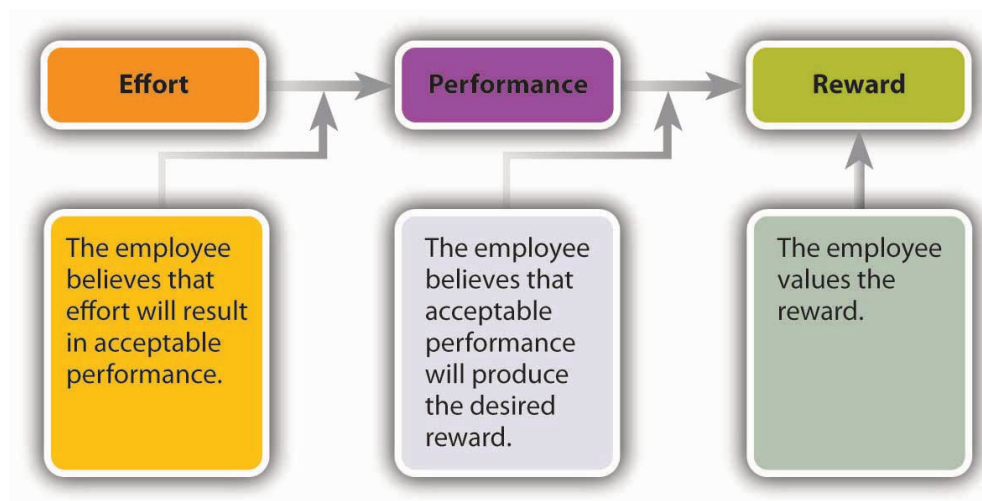 Effort
Performance
Reward
The employee
believes that
effort will result
in acceptable
performance.
The employee
believes that
acceptable
performance
will produce
the desired
reward.
The employee
values the
reward.